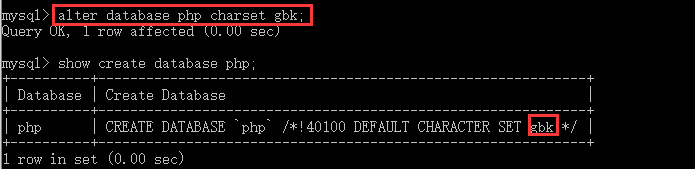 mysql> alter database php charset gbk;
Query OK, 1 row affected (0.00 sec)
mysql> show create database php;
+----------+-------------------------------------------------------------+
| Database | Create Database                                             |
+----------+-------------------------------------------------------------+
| php      | CREATE DATABASE `php` /*!40100 DEFAULT CHARACTER SET gbk */ |
+----------+-------------------------------------------------------------+
1 row in set (0.00 sec)